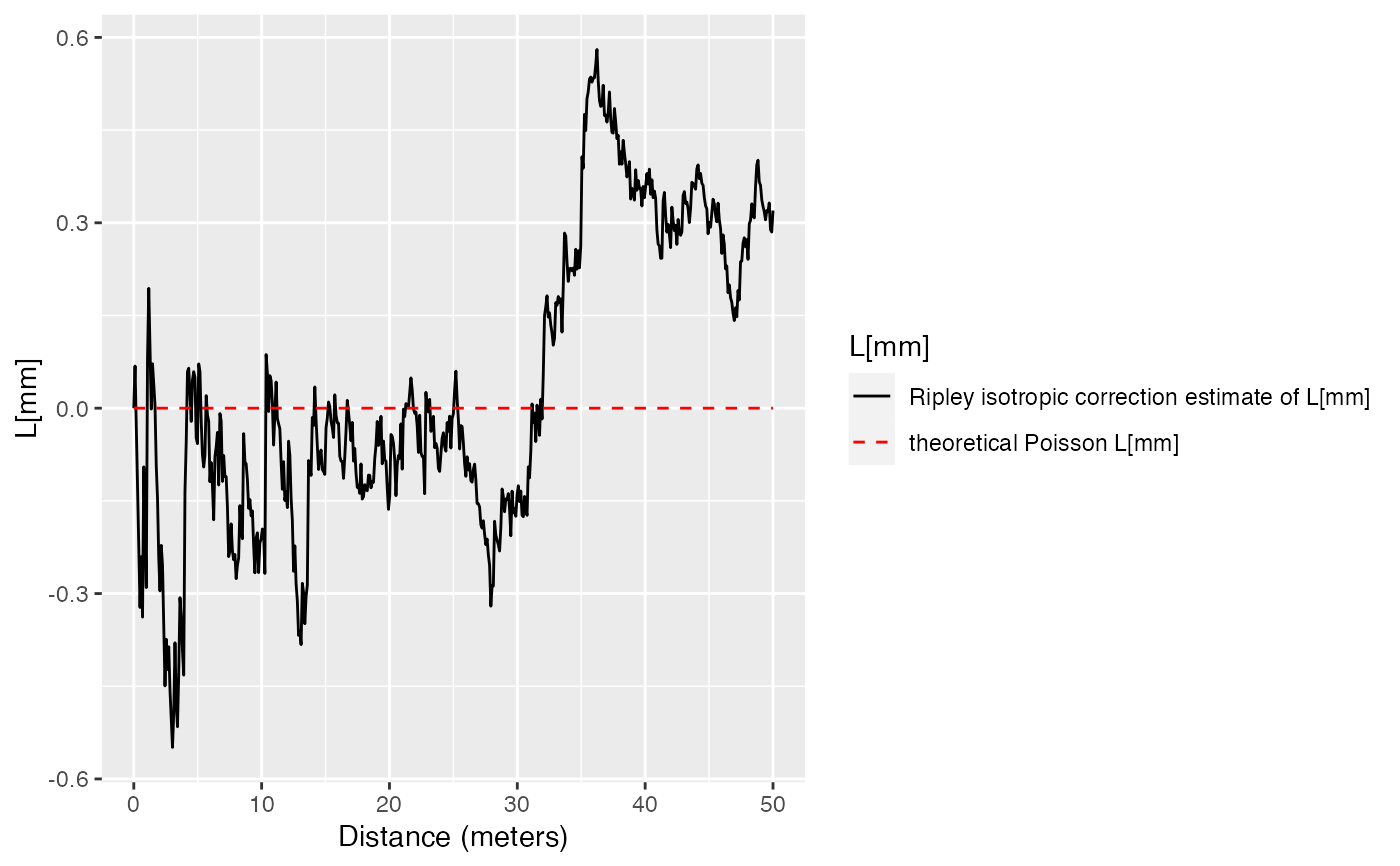 0.6
0.3
0.0
-0.3
-0.6
L[mm]
0 10 20 30 40 50
Distance (meters)
L[mm]
Ripley isotropic correction estimate of L[mm]
theoretical Poisson L[mm]